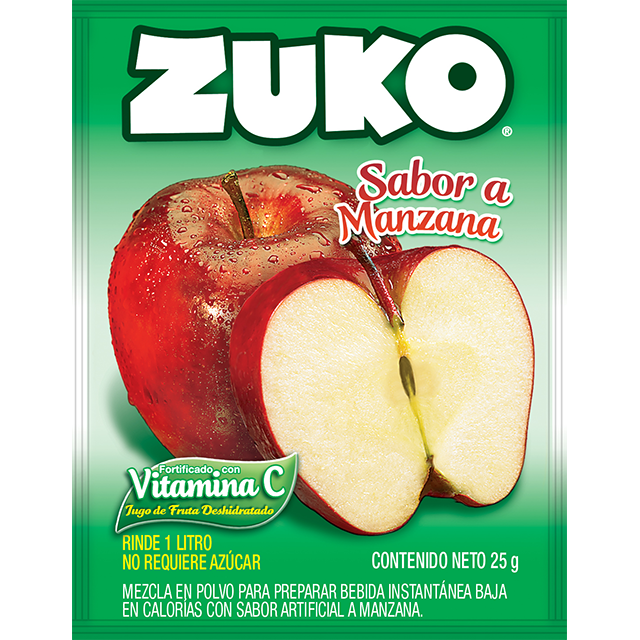 ZUKO®
Sabor a
Manzana
Fortificado con
Vitamina C
Jugo de Fruta Deshidratado
RINDE 1 LITRO
NO REQUIERE AZÚCAR
CONTENIDO NETO 25 g
MEZCLA EN POLVO PARA PREPARAR BEBIDA INSTANTÁNEA BAJA
EN CALORÍAS CON SABOR ARTIFICIAL A MANZANA.